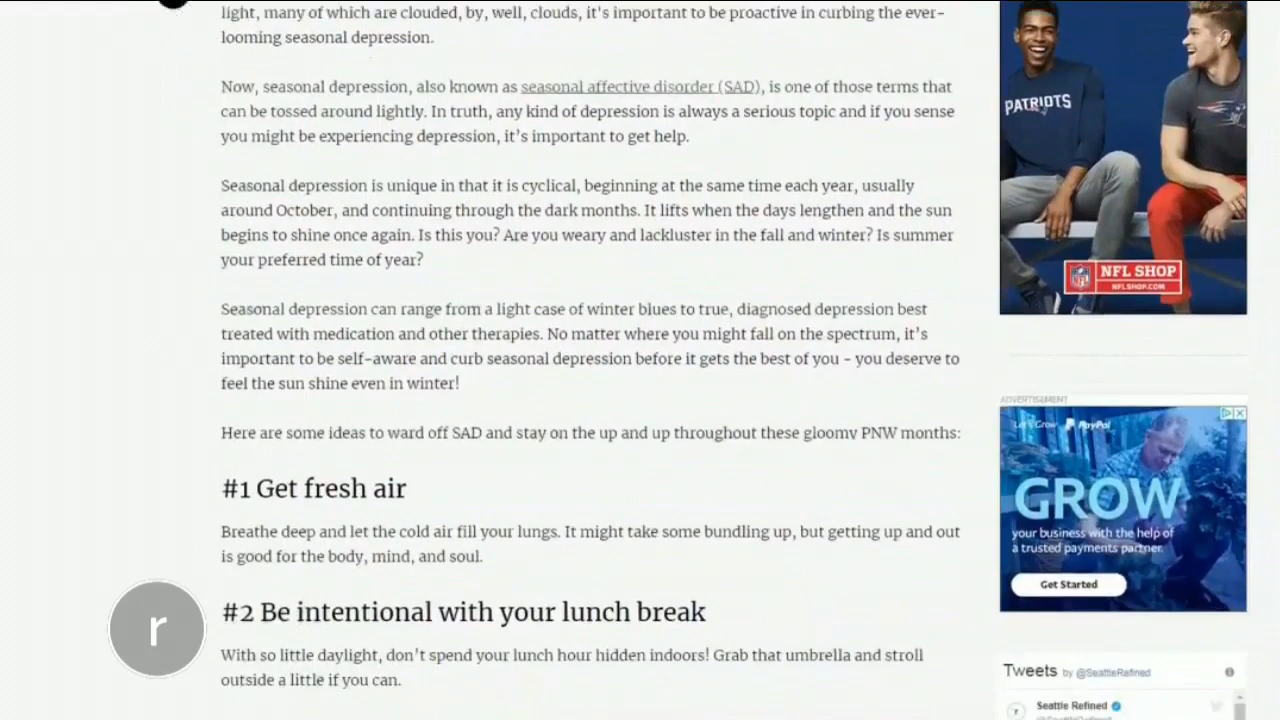 light, many of which are clouded, by, well, clouds, it's important to be proactive in curbing the ever-
looming seasonal depression.
Now, seasonal depression, also known as seasonal affective disorder (SAD), is one of those terms that
can be tossed around lightly. In truth, any kind of depression is always a serious topic and if you sense
you might be experiencing depression, it's important to get help.
Seasonal depression is unique in that it is cyclical, beginning at the same time each year, usually
around October, and continuing through the dark months. It lifts when the days lengthen and the sun
begins to shine once again. Is this you? Are you weary and lackluster in the fall and winter? Is summer
your preferred time of year?
Seasonal depression can range from a light case of winter blues to true, diagnosed depression best
treated with medication and other therapies. No matter where you might fall on the spectrum, it's
important to be self-aware and curb seasonal depression before it gets the best of you - you deserve to
feel the sun shine even in winter!
Here are some ideas to ward off SAD and stay on the up and up throughout these gloomy PNW months:
#1 Get fresh air
Breathe deep and let the cold air fill your lungs. It might take some bundling up, but getting up and out
is good for the body, mind, and soul.
#2 Be intentional with your lunch break
r
With so little daylight, don't spend your lunch hour hidden indoors! Grab that umbrella and stroll
outside a little if you can.
PATRIOTS
NFL SHOP
NFLSHOP.COM
ADVERTISEMENT
Let's Grow PayPal
GROW
your business with the help of
a trusted payments partner.
Get Started
Tweets by @SeattleRefined
Seattle Refined
@SeattleRefined